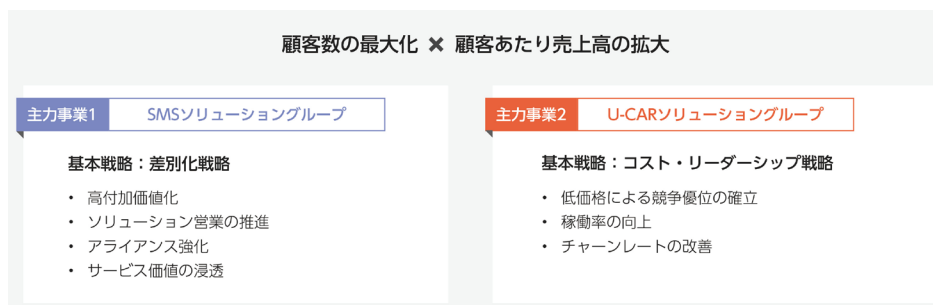 顧客数の最大化 × 顧客あたり売上高の拡大
主力事業1 SMSソリューショングループ
基本戦略：差別化戦略
• 高付加価値化
• ソリューション営業の推進
• アライアンス強化
• サービス価値の浸透
主力事業2 U-CARソリューショングループ
基本戦略：コスト・リーダーシップ戦略
• 低価格による競争優位の確立
• 稼働率の向上
• チャーンレートの改善